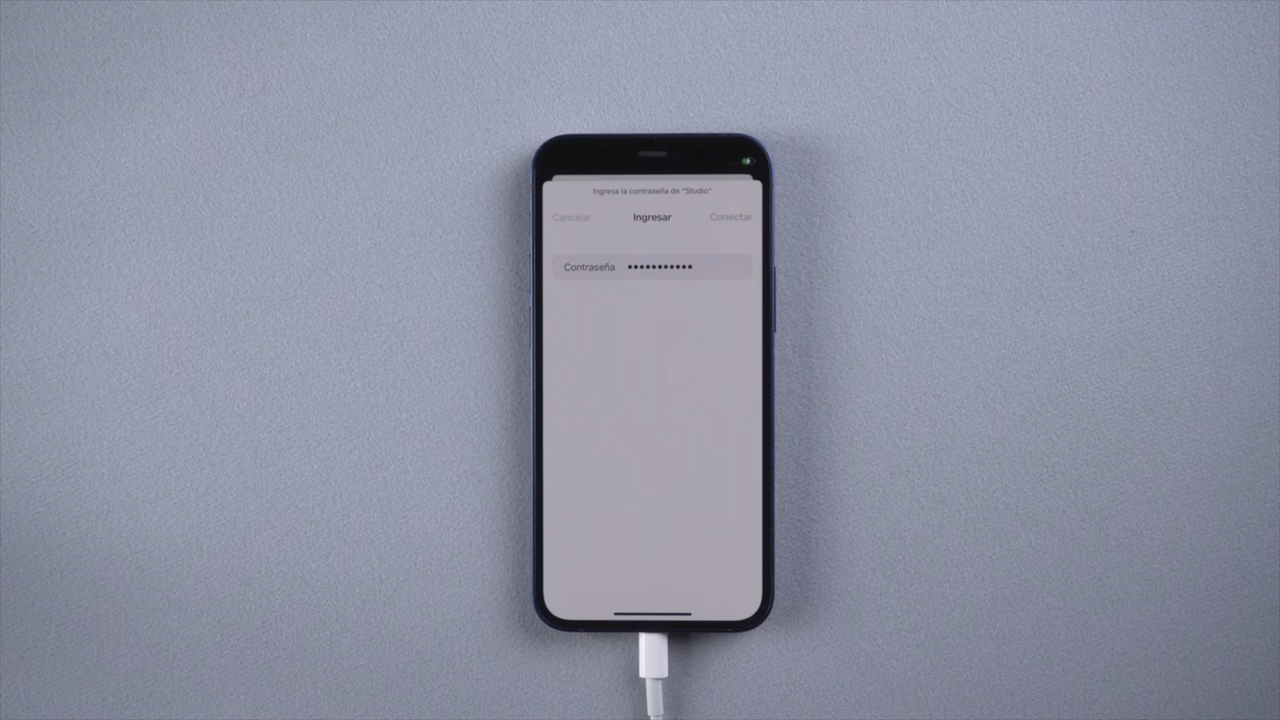 Ingresa la contraseña de "Studio"
Cancelar Ingresar Conectar
Contraseña •••••••••••